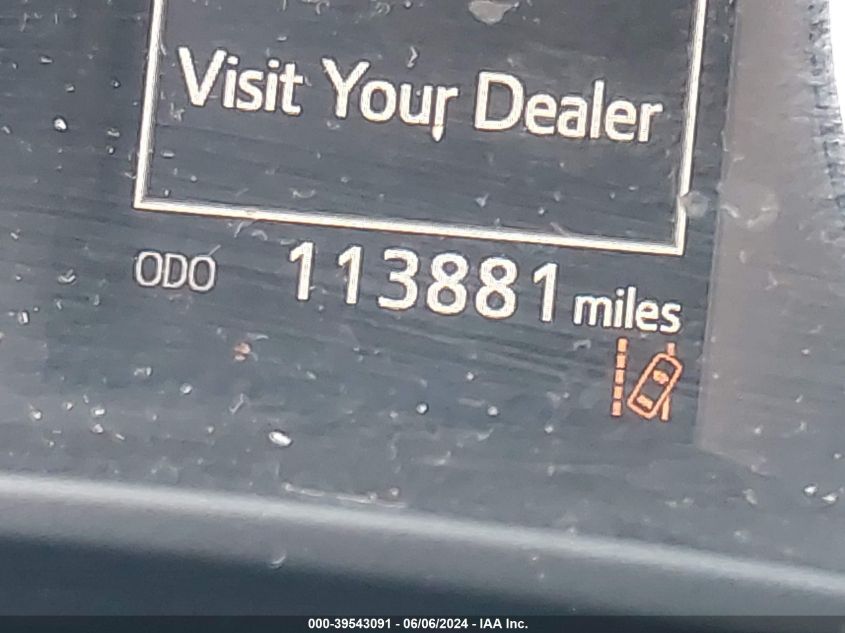 Visit Your Dealer
ODO 113881 miles
000-39543091 - 06/06/2024 - IAA Inc.